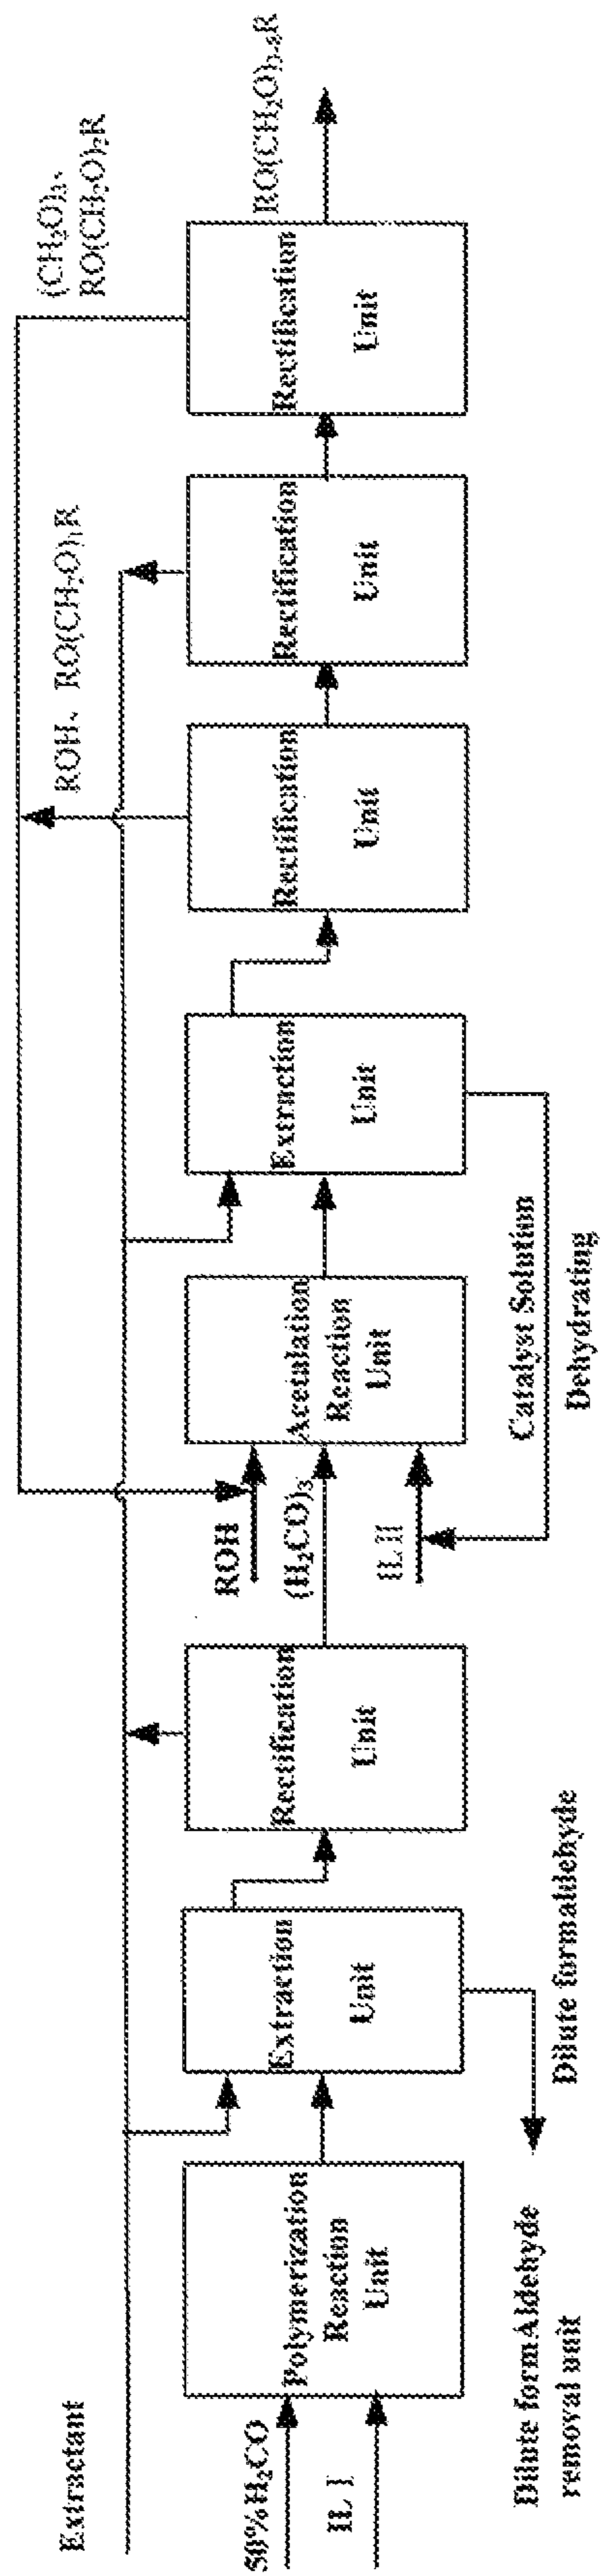 Extractant
50%H₂CO
IL I
Polymerization
Reaction
Unit
Dilute formAldehyde
removal unit
Dilute formaldehyde
Extraction
Unit
Rectification
Unit
ROH
(H₂CO)₃
IL II
Acetalation
Reaction
Unit
Catalyst Solution
Dehydrating
Extraction
Unit
Rectification
Unit
ROH、RO(CH₂O)₁R
Rectification
Unit
Rectification
Unit
(CH₂O)₃、
RO(CH₂O)₂R
RO(CH₂O)₃₋₈R